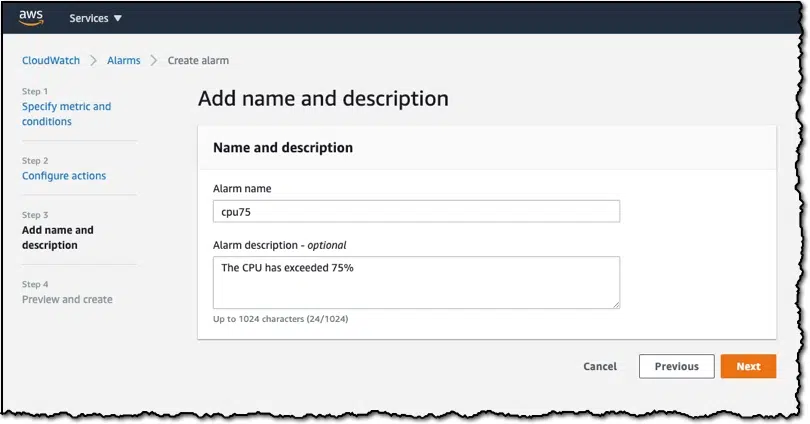 aws
Services ▼
CloudWatch > Alarms > Create alarm
Step 1
Specify metric and
conditions
Step 2
Configure actions
Step 3
Add name and
description
Step 4
Preview and create
Add name and description
Name and description
Alarm name
cpu75
Alarm description - optional
The CPU has exceeded 75%
Up to 1024 characters (24/1024)
Cancel
Previous
Next